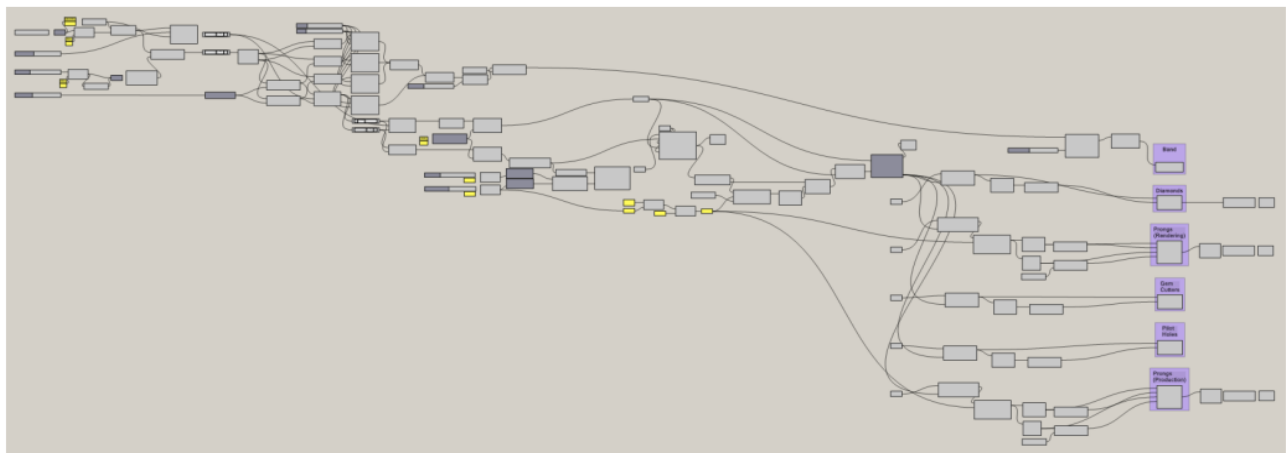 Band
Diamonds
Prongs
(Rendering)
Gem
Cutters
Pilot
Holes
Prongs
(Production)